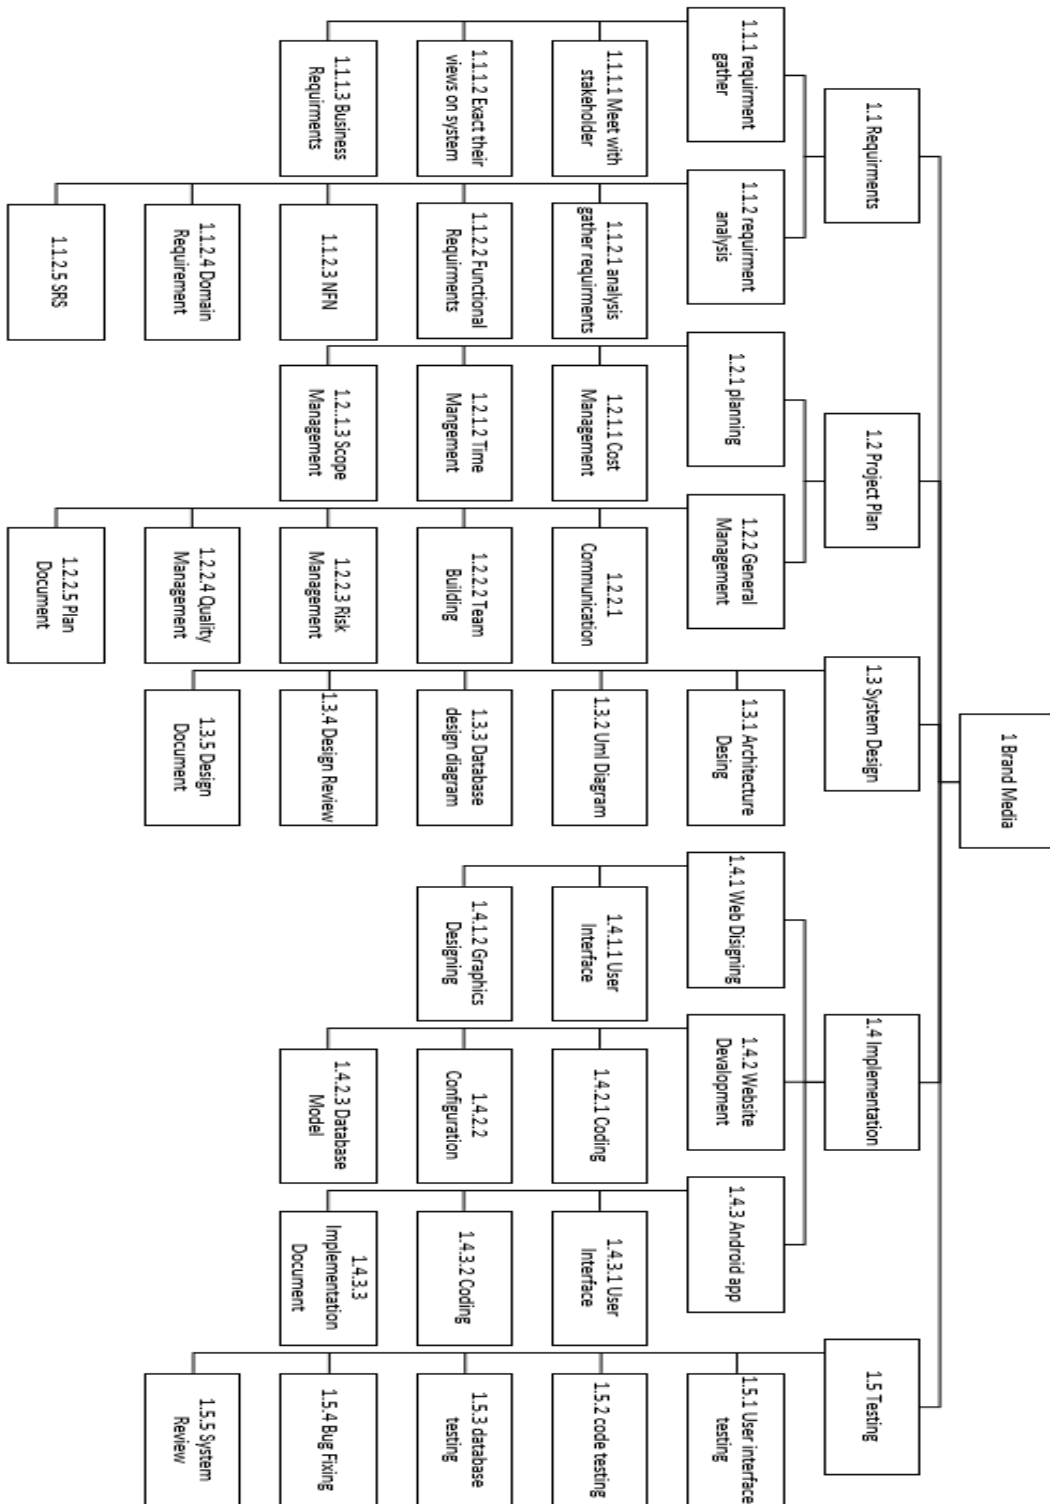 1 Brand Media
1.1 Requirments
1.1.1 requirment
gather
1.1.1.1 Meet with
stakeholder
1.1.1.2 Exact their
views on system
1.1.1.3 Business
Requirments
1.1.2 requirment
analysis
1.1.2.1 analysis
gather requirments
1.1.2.2 Functional
Requirments
1.1.2.3 NFN
1.1.2.4 Domain
Requirement
1.1.2.5 SRS
1.2 Project Plan
1.2.1 planning
1.2.1.1 Cost
Management
1.2.1.2 Time
Mangement
1.2..1.3 Scope
Management
1.2.2 General
Management
1.2.2.1
Communication
1.2.2.2 Team
Building
1.2.2.3 Risk
Management
1.2.2.4 Quality
Management
1.2.2.5 Plan
Document
1.3 System Design
1.3.1 Architecture
Desing
1.3.2 Uml Diagram
1.3.3 Database
design diagram
1.3.4 Design Review
1.3.5 Design
Document
1.4 Implementation
1.4.1 Web Disigning
1.4.1.1 User
Interface
1.4.1.2 Graphics
Designing
1.4.2 Website
Devalopment
1.4.2.1 Coding
1.4.2.2
Configuration
1.4.2.3 Database
Model
1.4.3 Android app
1.4.3.1 User
Interface
1.4.3.2 Coding
1.4.3.3
Implementation
Document
1.5 Testing
1.5.1 User interface
testing
1.5.2 code testing
1.5.3 database
testing
1.5.4 Bug Fixing
1.5.5 System
Review